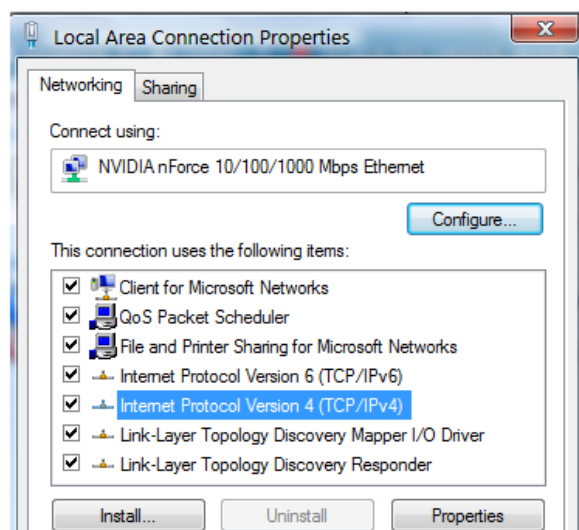 Local Area Connection Properties
Networking Sharing
Connect using:
NVIDIA nForce 10/100/1000 Mbps Ethernet
Configure...
This connection uses the following items:
Client for Microsoft Networks
QoS Packet Scheduler
File and Printer Sharing for Microsoft Networks
Internet Protocol Version 6 (TCP/IPv6)
Internet Protocol Version 4 (TCP/IPv4)
Link-Layer Topology Discovery Mapper I/O Driver
Link-Layer Topology Discovery Responder
Install... Uninstall Properties